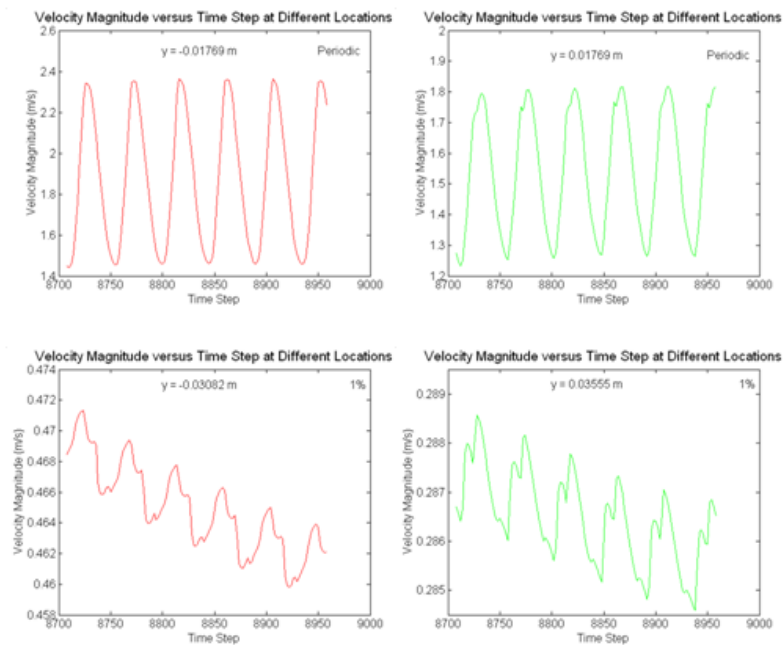 Velocity Magnitude versus Time Step at Different Locations
y = -0.01769 m
Periodic
2.6
2.4
2.2
2
1.8
1.6
1.4
Velocity Magnitude (m/s)
8700 8750 8800 8850 8900 8950 9000
Time Step
Velocity Magnitude versus Time Step at Different Locations
y = 0.01769 m
Periodic
2
1.9
1.8
1.7
1.6
1.5
1.4
1.3
1.2
Velocity Magnitude (m/s)
8700 8750 8800 8850 8900 8950 9000
Time Step
Velocity Magnitude versus Time Step at Different Locations
y = -0.03082 m
1%
0.474
0.472
0.47
0.468
0.466
0.464
0.462
0.46
0.458
Velocity Magnitude (m/s)
8700 8750 8800 8850 8900 8950 9000
Time Step
Velocity Magnitude versus Time Step at Different Locations
y = 0.03555 m
1%
0.289
0.288
0.287
0.286
0.285
Velocity Magnitude (m/s)
8700 8750 8800 8850 8900 8950 9000
Time Step